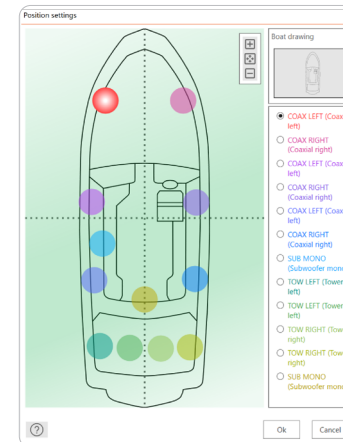 Position settings
Boat drawing
COAX LEFT (Coax
left)
COAX RIGHT
(Coaxial right)
COAX LEFT (Coax
left)
COAX RIGHT
(Coaxial right)
COAX LEFT (Coax
left)
COAX RIGHT
(Coaxial right)
SUB MONO
(Subwoofer mono
TOW LEFT (Tower
left)
TOW LEFT (Tower
left)
TOW RIGHT (Tow
right)
TOW RIGHT (Tow
right)
SUB MONO
(Subwoofer mono
?
Ok
Cancel